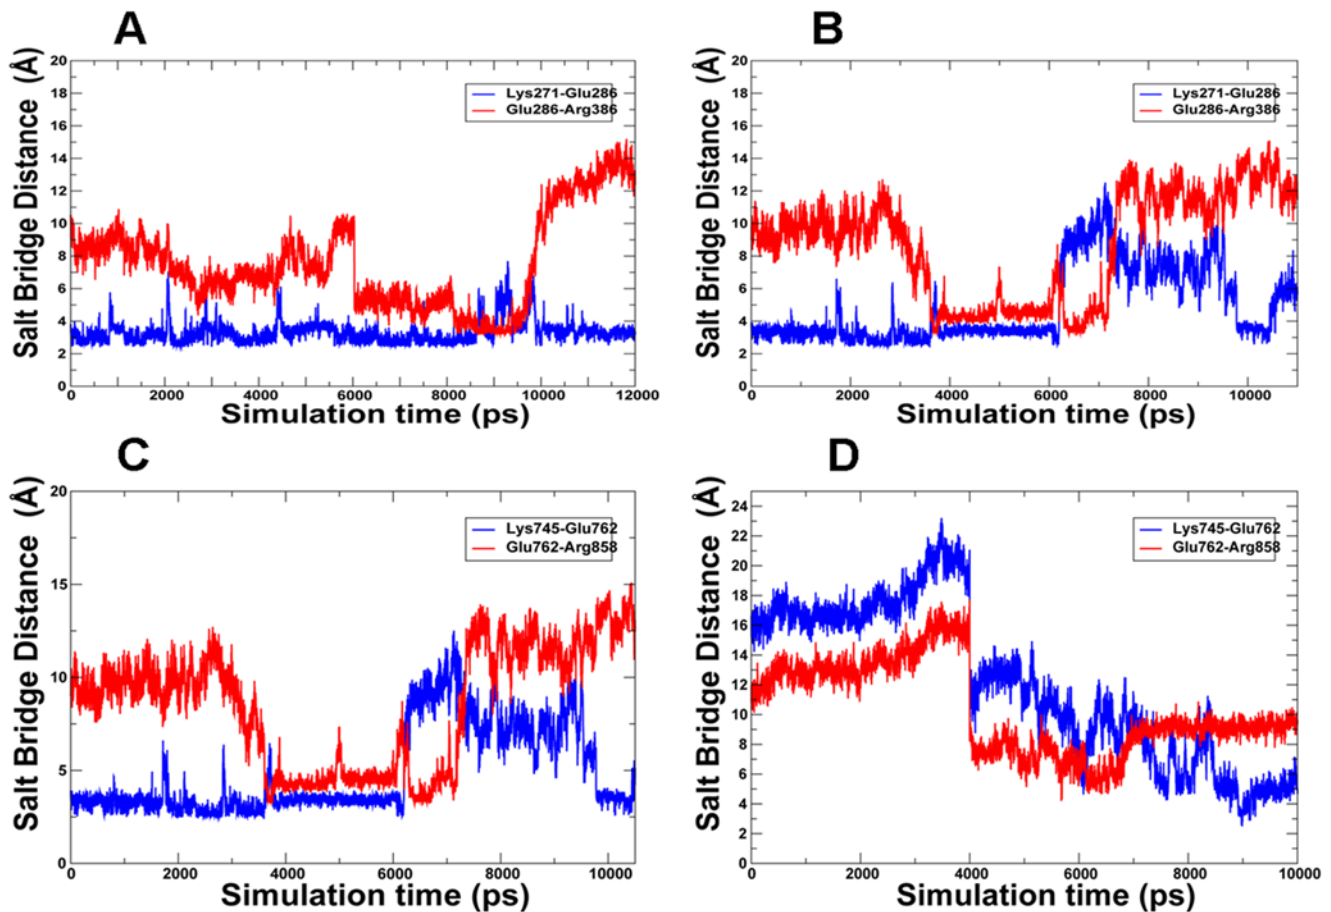 A
Salt Bridge Distance (Å)
20
18
16
14
12
10
8
6
4
2
0
Lys271-Glu286
Glu286-Arg386
0 2000 4000 6000 8000 10000 12000
Simulation time (ps)
B
Salt Bridge Distance (Å)
20
18
16
14
12
10
8
6
4
2
0
Lys271-Glu286
Glu286-Arg386
0 2000 4000 6000 8000 10000
Simulation time (ps)
C
Salt Bridge Distance (Å)
20
15
10
5
0
Lys745-Glu762
Glu762-Arg858
0 2000 4000 6000 8000 10000
Simulation time (ps)
D
Salt Bridge Distance (Å)
24
22
20
18
16
14
12
10
8
6
4
2
0
Lys745-Glu762
Glu762-Arg858
0 2000 4000 6000 8000 10000
Simulation time (ps)